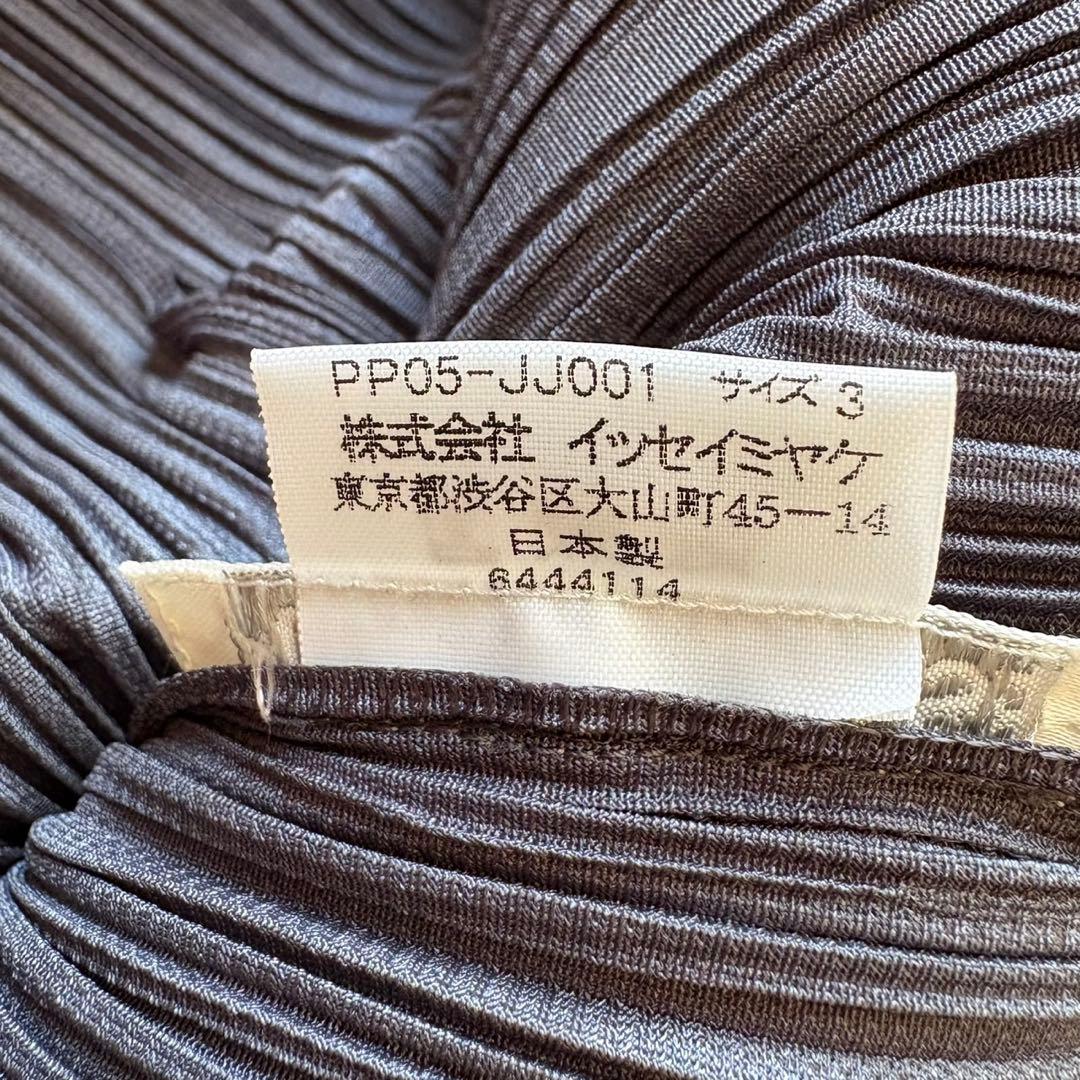 PP05-JJ001 サイズ 3
株式会社 イッセイミヤケ
東京都渋谷区大山町45-14
日本製
6444114